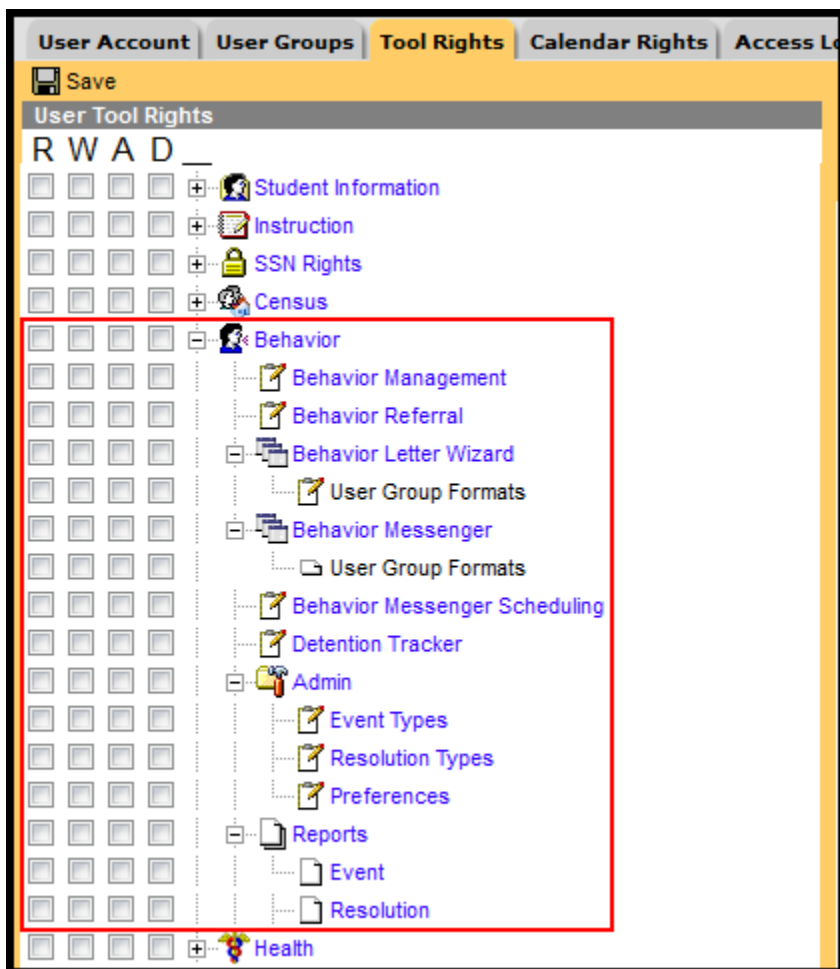 User Account User Groups Tool Rights Calendar Rights Access
Save
User Tool Rights
R W A D __
Student Information
Instruction
SSN Rights
Census
Behavior
Behavior Management
Behavior Referral
Behavior Letter Wizard
User Group Formats
Behavior Messenger
User Group Formats
Behavior Messenger Scheduling
Detention Tracker
Admin
Event Types
Resolution Types
Preferences
Reports
Event
Resolution
Health